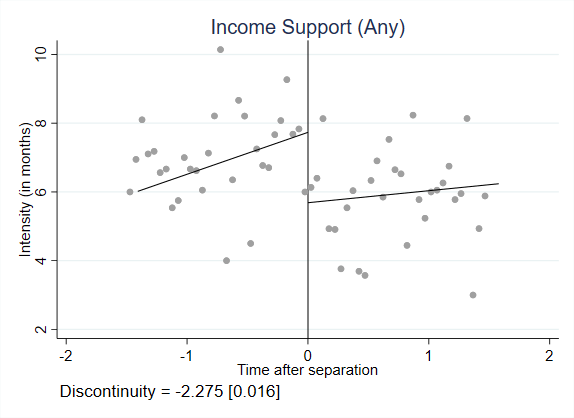 Income Support (Any)
Intensity (in months)
10
8
6
4
2
-2
-1
0
1
2
Time after separation
Discontinuity = -2.275 [0.016]